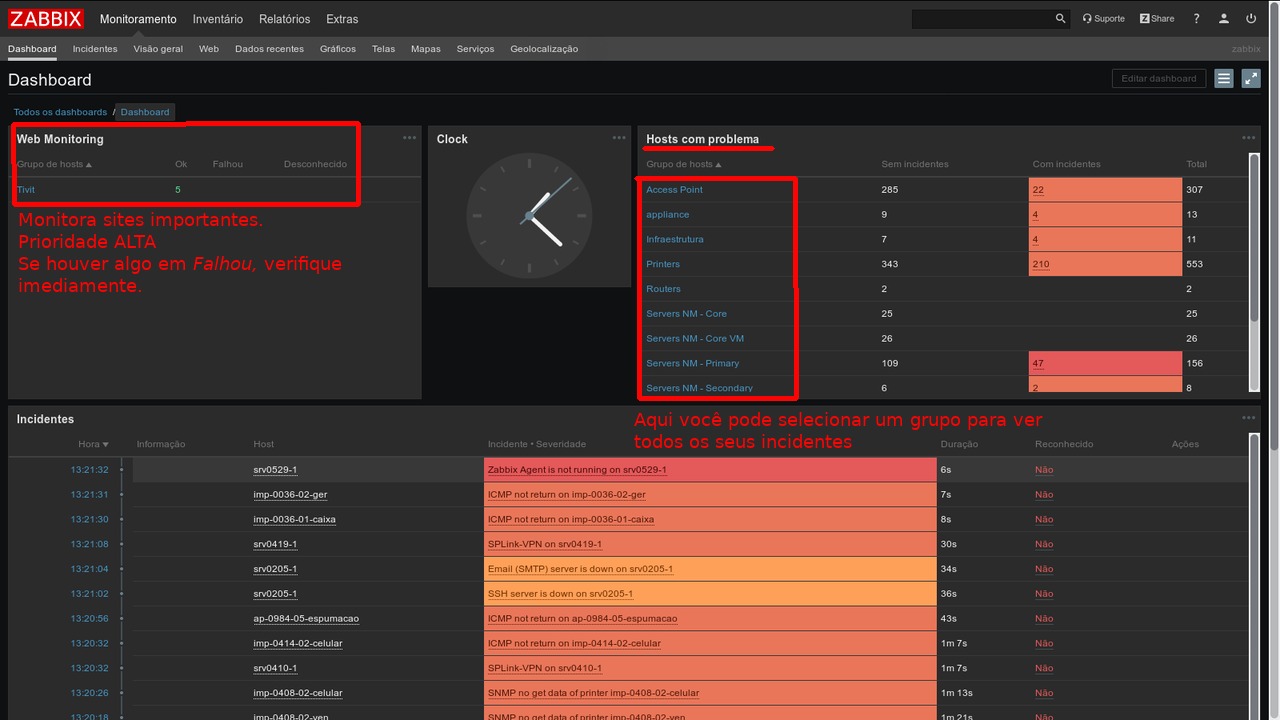 ZABBIX Monitoramento Inventário Relatórios Extras Suporte Z Share ?
Dashboard Incidentes Visão geral Web Dados recentes Gráficos Telas Mapas Serviços Geolocalização zabbix
Dashboard Editar dashboard
Todos os dashboards / Dashboard
Web Monitoring
Grupo de hosts Ok Falhou Desconhecido
Tivit 5
Monitora sites importantes.
Prioridade ALTA
Se houver algo em Falhou, verifique
imediamente.
Clock
Hosts com problema
Grupo de hosts Sem incidentes Com incidentes Total
Access Point 285 22 307
appliance 9 4 13
Infraestrutura 7 4 11
Printers 343 210 553
Routers 2 2
Servers NM - Core 25 25
Servers NM - Core VM 26 26
Servers NM - Primary 109 47 156
Servers NM - Secondary 6 2 8
Aqui você pode selecionar um grupo para ver
todos os seus incidentes
Incidentes
Hora Informação Host Incidente • Severidade Duração Reconhecido Ações
13:21:32 srv0529-1 Zabbix Agent is not running on srv0529-1 6s Não
13:21:31 imp-0036-02-ger ICMP not return on imp-0036-02-ger 7s Não
13:21:30 imp-0036-01-caixa ICMP not return on imp-0036-01-caixa 8s Não
13:21:08 srv0419-1 SPLink-VPN on srv0419-1 30s Não
13:21:04 srv0205-1 Email (SMTP) server is down on srv0205-1 34s Não
13:21:02 srv0205-1 SSH server is down on srv0205-1 36s Não
13:20:56 ap-0984-05-espumacao ICMP not return on ap-0984-05-espumacao 43s Não
13:20:32 imp-0414-02-celular ICMP not return on imp-0414-02-celular 1m 7s Não
13:20:32 srv0410-1 SPLink-VPN on srv0410-1 1m 7s Não
13:20:26 imp-0408-02-celular SNMP no get data of printer imp-0408-02-celular 1m 13s Não
13:20:18 imp-0408-02-ven SNMP no get data of printer imp-0408-02-ven 1m 21s Não